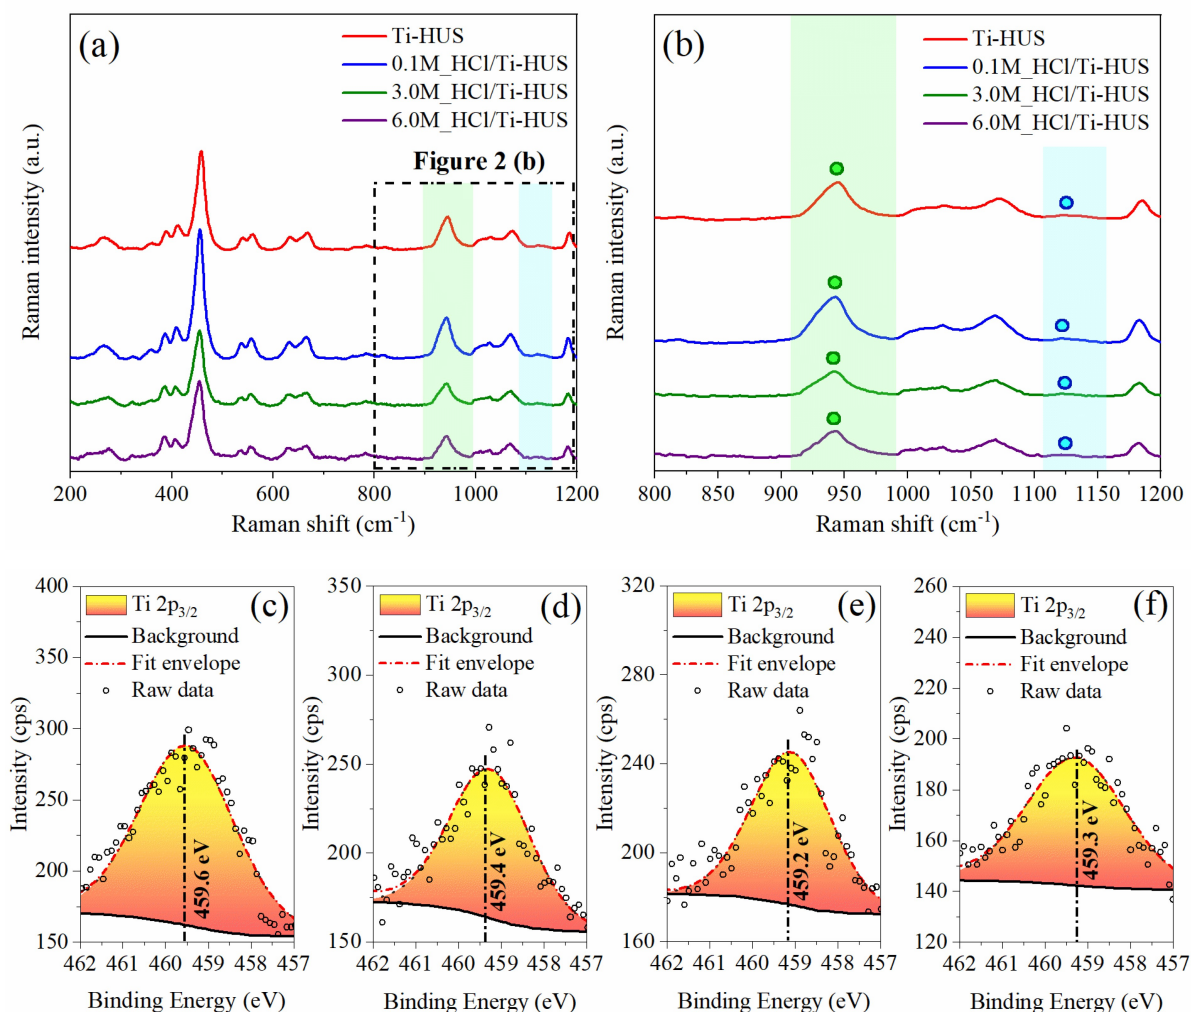 (a)
Ti-HUS
0.1M_HCl/Ti-HUS
3.0M_HCl/Ti-HUS
6.0M_HCl/Ti-HUS
Figure 2 (b)
Raman intensity (a.u.)
200 400 600 800 1000 1200
Raman shift (cm-1)
(b)
Ti-HUS
0.1M_HCl/Ti-HUS
3.0M_HCl/Ti-HUS
6.0M_HCl/Ti-HUS
Raman intensity (a.u.)
800 850 900 950 1000 1050 1100 1150 1200
Raman shift (cm-1)
(c)
Ti 2p3/2
Background
Fit envelope
Raw data
459.6 eV
Intensity (cps)
400
350
300
250
200
150
462 461 460 459 458 457
Binding Energy (eV)
(d)
Ti 2p3/2
Background
Fit envelope
Raw data
459.4 eV
Intensity (cps)
350
300
250
200
150
462 461 460 459 458 457
Binding Energy (eV)
(e)
Ti 2p3/2
Background
Fit envelope
Raw data
459.2 eV
Intensity (cps)
320
280
240
200
160
462 461 460 459 458 457
Binding Energy (eV)
(f)
Ti 2p3/2
Background
Fit envelope
Raw data
459.3 eV
Intensity (cps)
260
240
220
200
180
160
140
120
462 461 460 459 458 457
Binding Energy (eV)